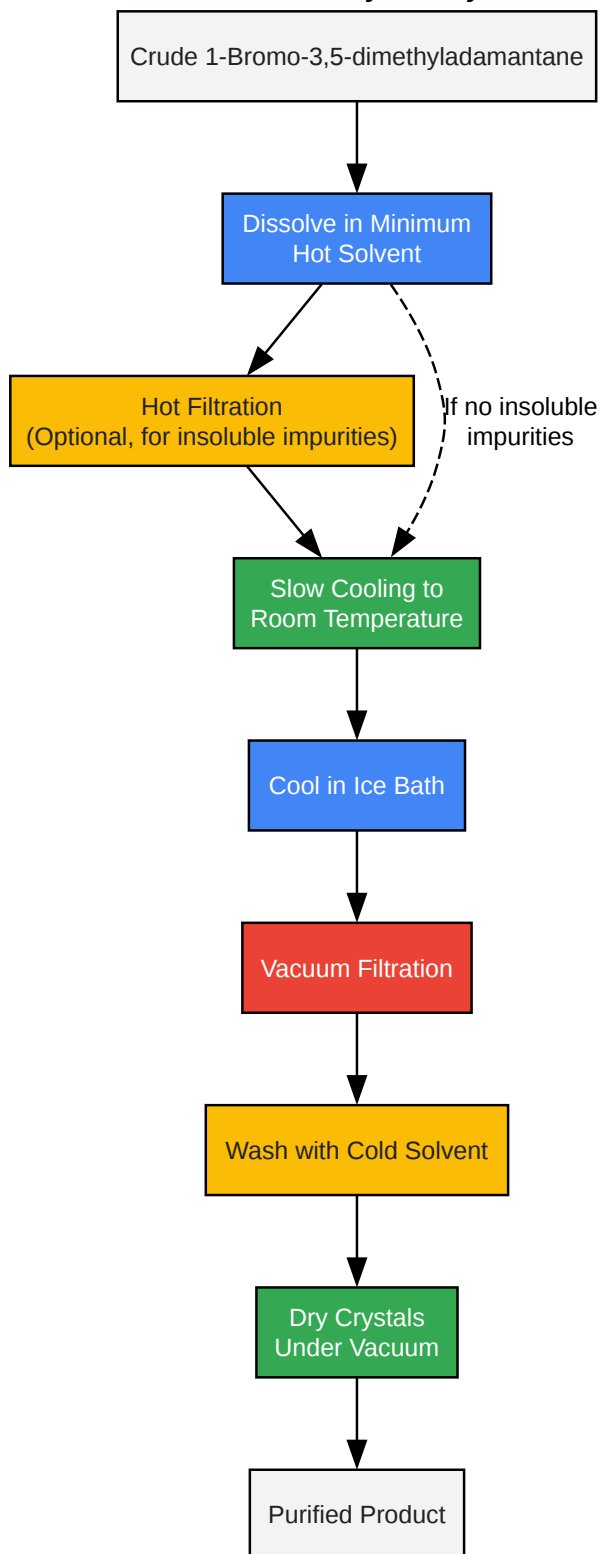 Crude 1-Bromo-3,5-dimethyladamantane
Dissolve in Minimum
Hot Solvent
Hot Filtration
(Optional, for insoluble impurities)
If no insoluble
impurities
Slow Cooling to
Room Temperature
Cool in Ice Bath
Vacuum Filtration
Wash with Cold Solvent
Dry Crystals
Under Vacuum
Purified Product